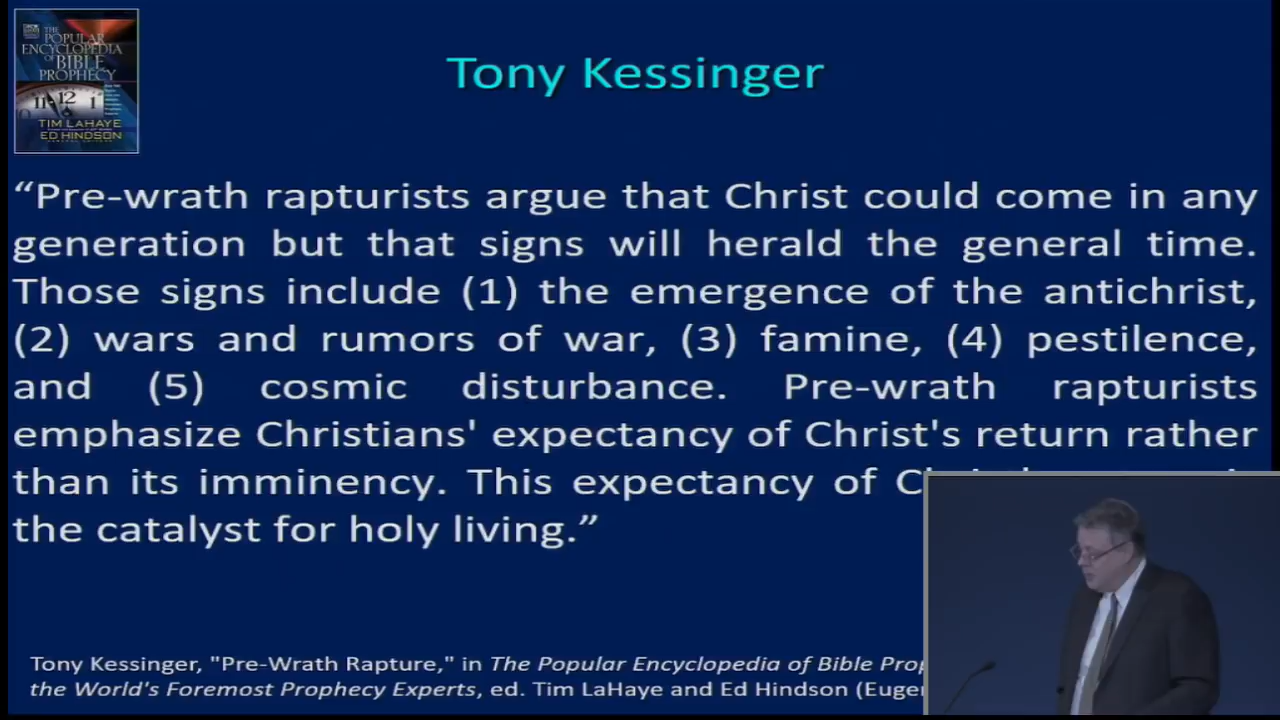 THE
POPULAR
ENCYCLOPEDIA
OF BIBLE
PROPHECY
11 12 1
TIM LAHAYE
ED HINDSON
Tony Kessinger
“Pre-wrath rapturists argue that Christ could come in any
generation but that signs will herald the general time.
Those signs include (1) the emergence of the antichrist,
(2) wars and rumors of war, (3) famine, (4) pestilence,
and (5) cosmic disturbance. Pre-wrath rapturists
emphasize Christians' expectancy of Christ's return rather
than its imminency. This expectancy of
the catalyst for holy living.”
Tony Kessinger, "Pre-Wrath Rapture," in The Popular Encyclopedia of Bible
the World's Foremost Prophecy Experts, ed. Tim LaHaye and Ed Hindson